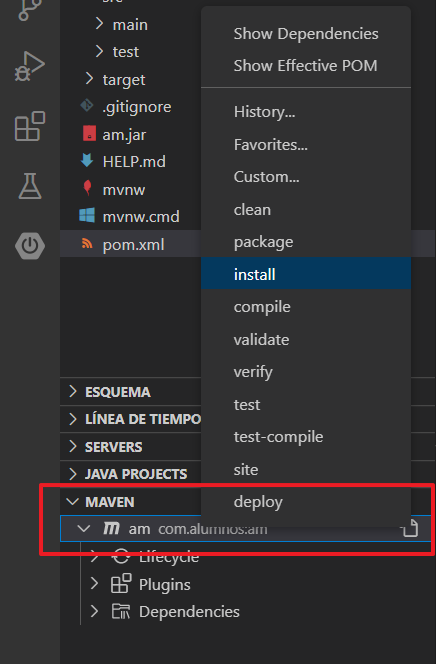 src
main
test
target
.gitignore
am.jar
HELP.md
mvnw
mvnw.cmd
pom.xml
Show Dependencies
Show Effective POM
History...
Favorites...
Custom...
clean
package
install
compile
validate
verify
test
test-compile
site
deploy
ESQUEMA
LÍNEA DE TIEMPO
SERVERS
JAVA PROJECTS
MAVEN
am com.alumnos:am
Lifecycle
Plugins
Dependencies